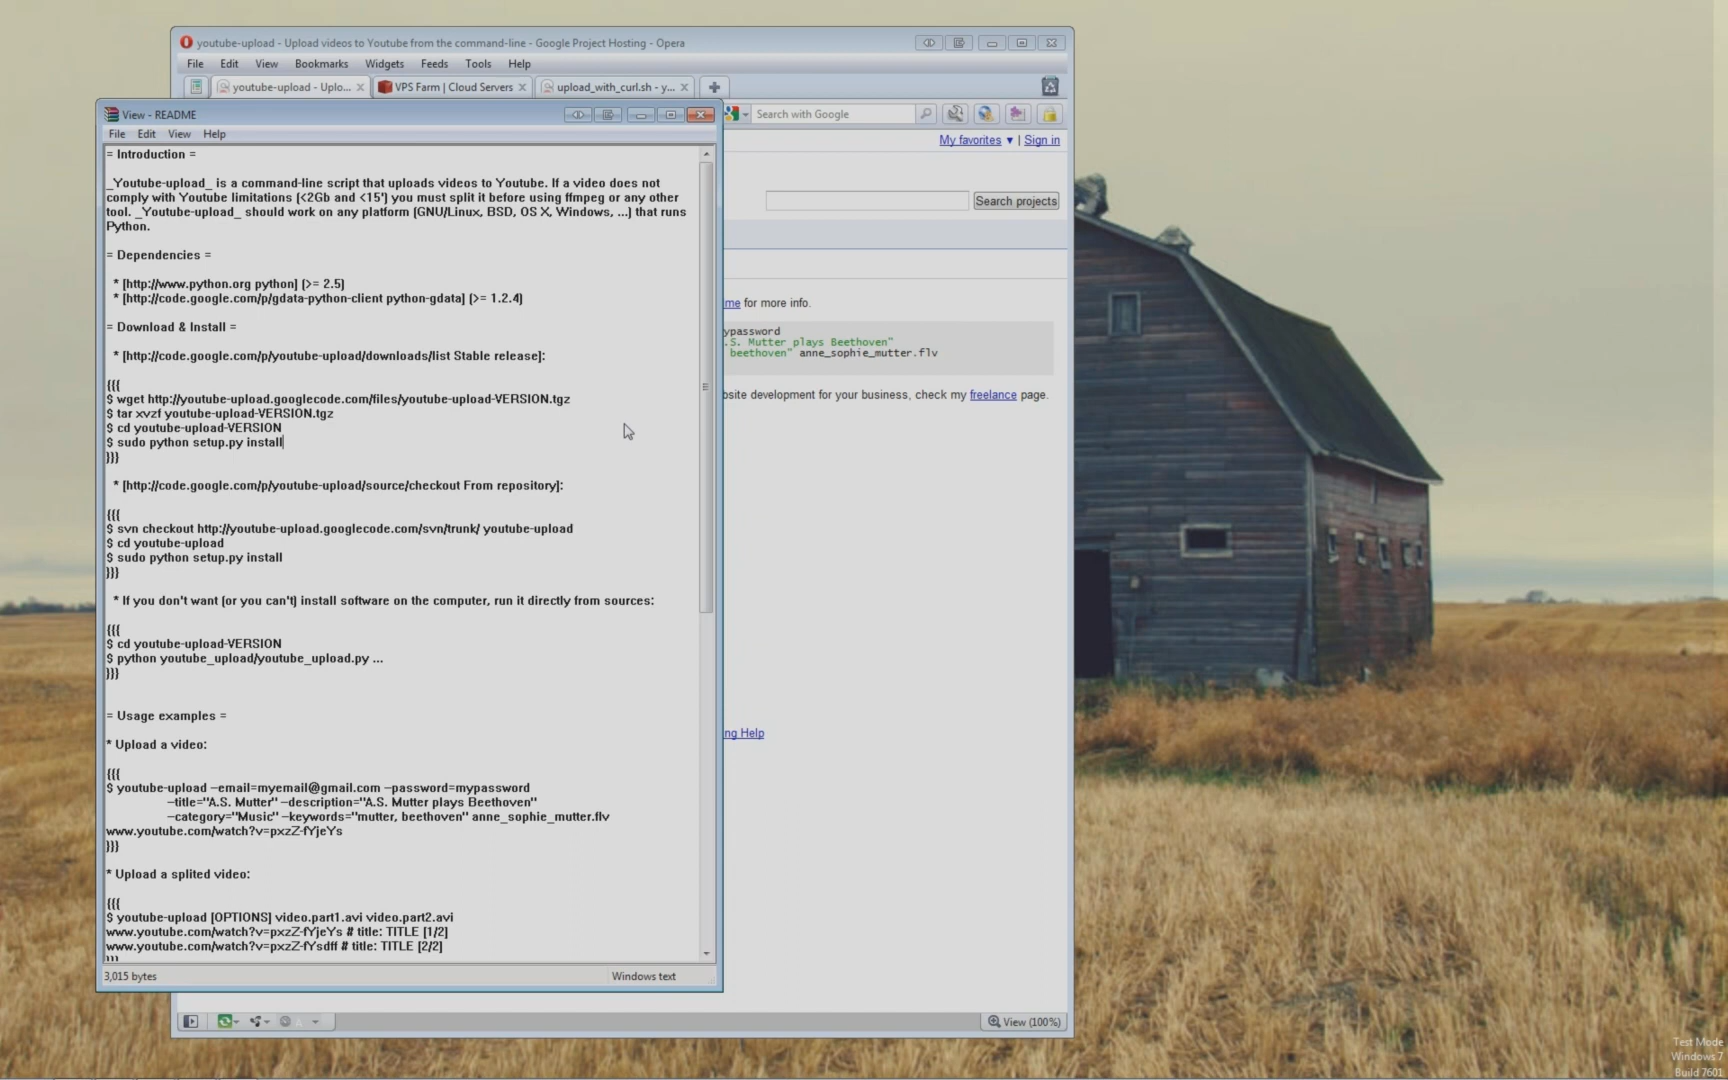 youtube-upload - Upload videos to Youtube from the command-line - Google Project Hosting - Opera
File Edit View Bookmarks Widgets Feeds Tools Help
youtube-upload - Uplo... VPS Farm | Cloud Servers upload_with_curl.sh - y...
View - README
Search with Google
File Edit View Help
My favorites ▼ | Sign in
= Introduction =
_Youtube-upload_ is a command-line script that uploads videos to Youtube. If a video does not
comply with Youtube limitations (<2Gb and <15') you must split it before using ffmpeg or any other
tool. _Youtube-upload_ should work on any platform (GNU/Linux, BSD, OS X, Windows, ...) that runs
Python.
= Dependencies =
* [http://www.python.org python] (>= 2.5)
* [http://code.google.com/p/gdata-python-client python-gdata] (>= 1.2.4)
= Download & Install =
* [http://code.google.com/p/youtube-upload/downloads/list Stable release]:
{{{
$ wget http://youtube-upload.googlecode.com/files/youtube-upload-VERSION.tgz
$ tar xvzf youtube-upload-VERSION.tgz
$ cd youtube-upload-VERSION
$ sudo python setup.py install
}}}
* [http://code.google.com/p/youtube-upload/source/checkout From repository]:
{{{
$ svn checkout http://youtube-upload.googlecode.com/svn/trunk/ youtube-upload
$ cd youtube-upload
$ sudo python setup.py install
}}}
* If you don't want (or you can't) install software on the computer, run it directly from sources:
{{{
$ cd youtube-upload-VERSION
$ python youtube_upload/youtube_upload.py ...
}}}
= Usage examples =
* Upload a video:
{{{
$ youtube-upload --email=myemail@gmail.com --password=mypassword
--title="A.S. Mutter" --description="A.S. Mutter plays Beethoven"
--category="Music" --keywords="mutter, beethoven" anne_sophie_mutter.flv
www.youtube.com/watch?v=pxzZ-fYjeYs
}}}
* Upload a splited video:
{{{
$ youtube-upload [OPTIONS] video.part1.avi video.part2.avi
www.youtube.com/watch?v=pxzZ-fYjeYs # title: TITLE [1/2]
www.youtube.com/watch?v=pxzZ-fYsdff # title: TITLE [2/2]
}}}
3,015 bytes Windows text
Search projects
me for more info.
ypassword
.S. Mutter plays Beethoven"
beethoven" anne_sophie_mutter.flv
bsite development for your business, check my freelance page.
ng Help
View (100%)
Test Mode
Windows 7
Build 7601